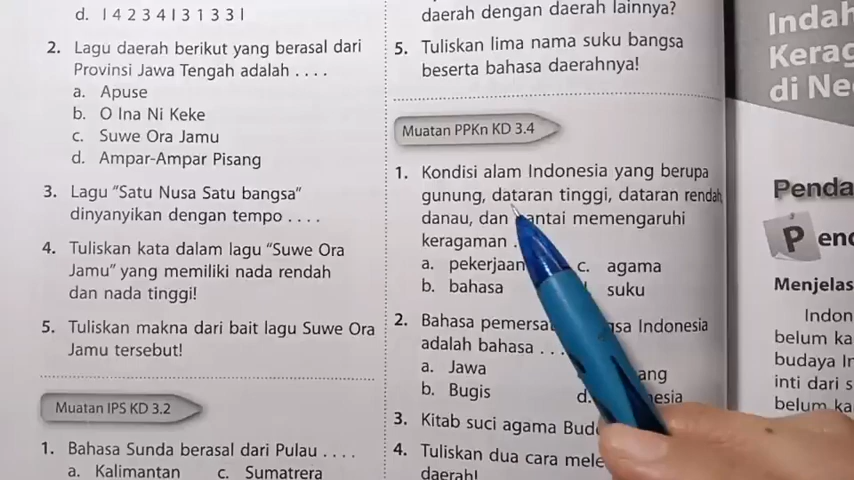 d. 1 4 2 3 4 1 3 1 3 3 1
2. Lagu daerah berikut yang berasal dari
Provinsi Jawa Tengah adalah . . . .
a. Apuse
b. O Ina Ni Keke
c. Suwe Ora Jamu
d. Ampar-Ampar Pisang
3. Lagu "Satu Nusa Satu bangsa"
dinyanyikan dengan tempo . . . .
4. Tuliskan kata dalam lagu "Suwe Ora
Jamu" yang memiliki nada rendah
dan nada tinggi!
5. Tuliskan makna dari bait lagu Suwe Ora
Jamu tersebut!
Muatan IPS KD 3.2
1. Bahasa Sunda berasal dari Pulau . . . .
a. Kalimantan c. Sumatrera
daerah dengan daerah lainnya?
5. Tuliskan lima nama suku bangsa
beserta bahasa daerahnya!
Muatan PPKn KD 3.4
1. Kondisi alam Indonesia yang berupa
gunung, dataran tinggi, dataran rendah
danau, dan pantai memengaruhi
keragaman .
a. pekerjaan c. agama
b. bahasa suku
2. Bahasa pemersa sa Indonesia
adalah bahasa . . .
a. Jawa ang
b. Bugis d. esia
3. Kitab suci agama Bud
4. Tuliskan dua cara mele
daerah!
Indah
Kerag
di Ne
Penda
P end
Menjelas
Indon
belum ka
budaya In
inti dari s
belum ka